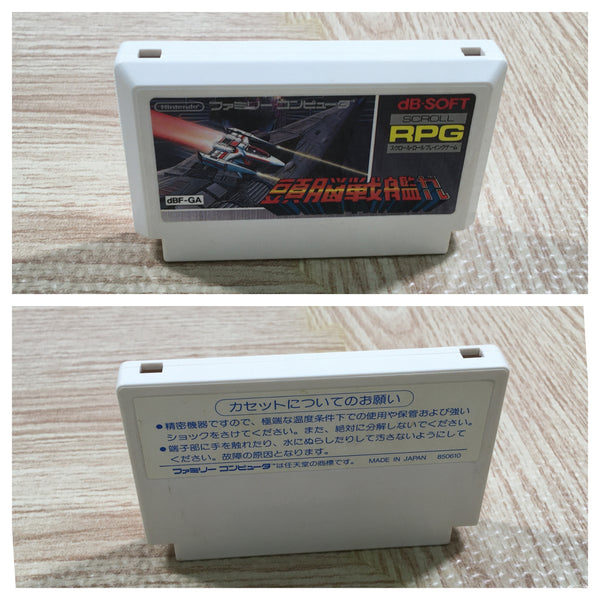 Nintendo ファミリー コンピュータ
dB-SOFT
SCROLL
RPG
スクロール・ロールプレイングゲーム
頭脳戦艦ガル
dBF-GA
カセットについてのお願い
●精密機器ですので、極端な温度条件下での使用や保管および強い
ショックをさけてください。また、絶対に分解しないでください。
●端子部に手を触れたり、水にぬらしたりして汚さないようにして
ください。故障の原因となります。
ファミリー コンピュータは任天堂の商標です。 MADE IN JAPAN 850610